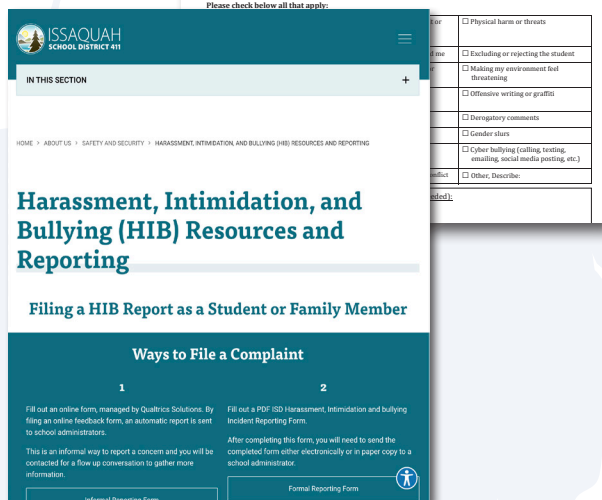 Please check below all that apply:
ISSAQUAH
SCHOOL DISTRICT 411
IN THIS SECTION +
HOME > ABOUT US > SAFETY AND SECURITY > HARASSMENT, INTIMIDATION, AND BULLYING (HIB) RESOURCES AND REPORTING
Harassment, Intimidation, and
Bullying (HIB) Resources and
Reporting
Filing a HIB Report as a Student or Family Member
Ways to File a Complaint
1
Fill out an online form, managed by Qualtrics Solutions. By
filing an online feedback form, an automatic report is sent
to school administrators.
This is an informal way to report a concern and you will be
contacted for a flow up conversation to gather more
information.
Informal Reporting Form
2
Fill out a PDF ISD Harassment, Intimidation and bullying
Incident Reporting Form.
After completing this form, you will need to send the
completed form either electronically or in paper copy to a
school administrator.
Formal Reporting Form
or
☐ Physical harm or threats
me
☐ Excluding or rejecting the student
☐ Making my environment feel
threatening
☐ Offensive writing or graffiti
☐ Derogatory comments
☐ Gender slurs
☐ Cyber bullying (calling, texting,
emailing, social media posting, etc.)
☐ Other, Describe: